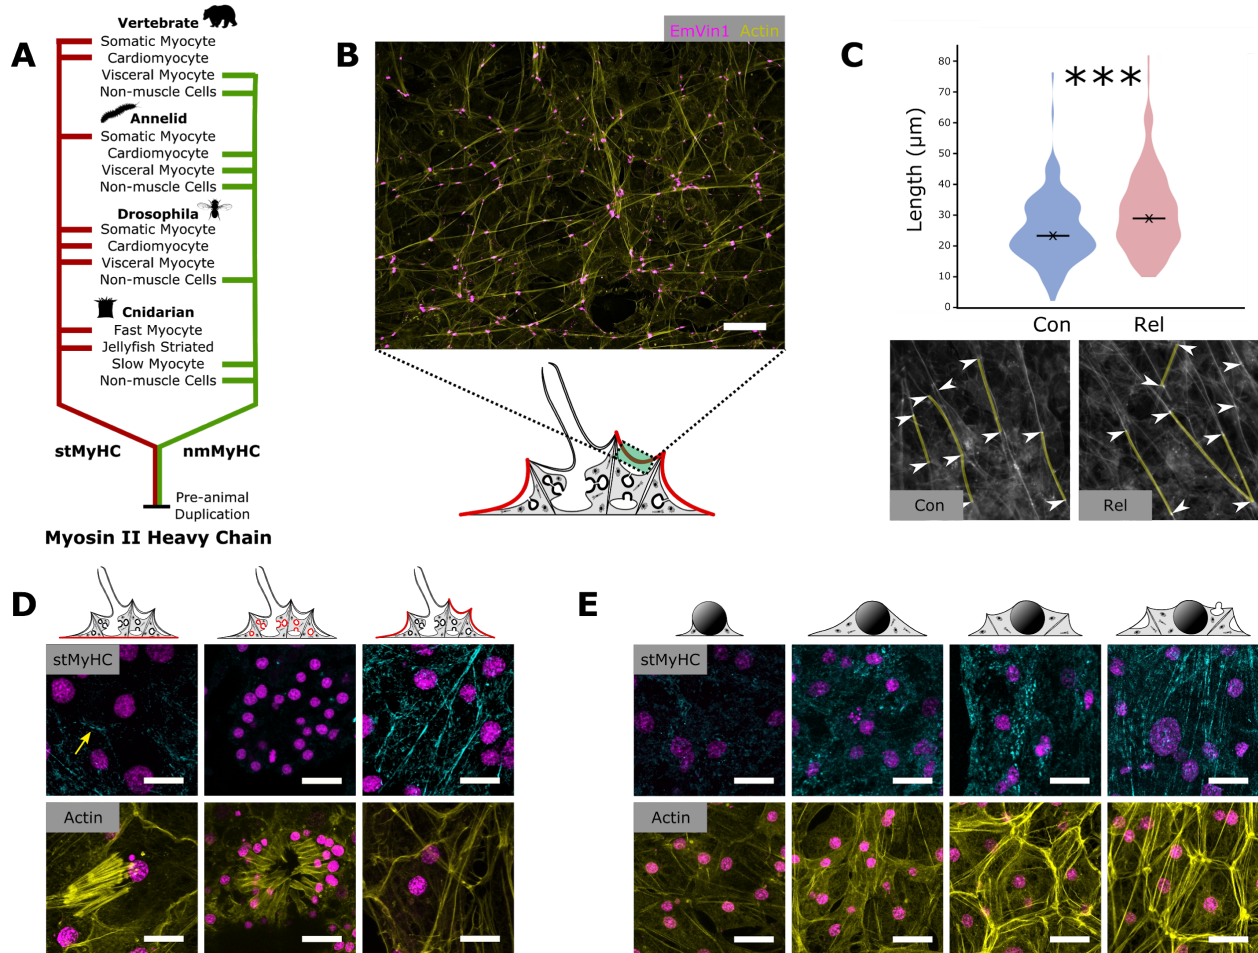 A
Vertebrate
Somatic Myocyte
Cardiomyocyte
Visceral Myocyte
Non-muscle Cells
Annelid
Somatic Myocyte
Cardiomyocyte
Visceral Myocyte
Non-muscle Cells
Drosophila
Somatic Myocyte
Cardiomyocyte
Visceral Myocyte
Non-muscle Cells
Cnidarian
Fast Myocyte
Jellyfish Striated
Slow Myocyte
Non-muscle Cells
stMyHC
nmMyHC
Pre-animal
Duplication
Myosin II Heavy Chain
B
EmVin1 Actin
C
Length (µm)
80
70
60
50
40
30
20
10
0
***
Con
Rel
Con
Rel
D
stMyHC
Actin
E
stMyHC
Actin